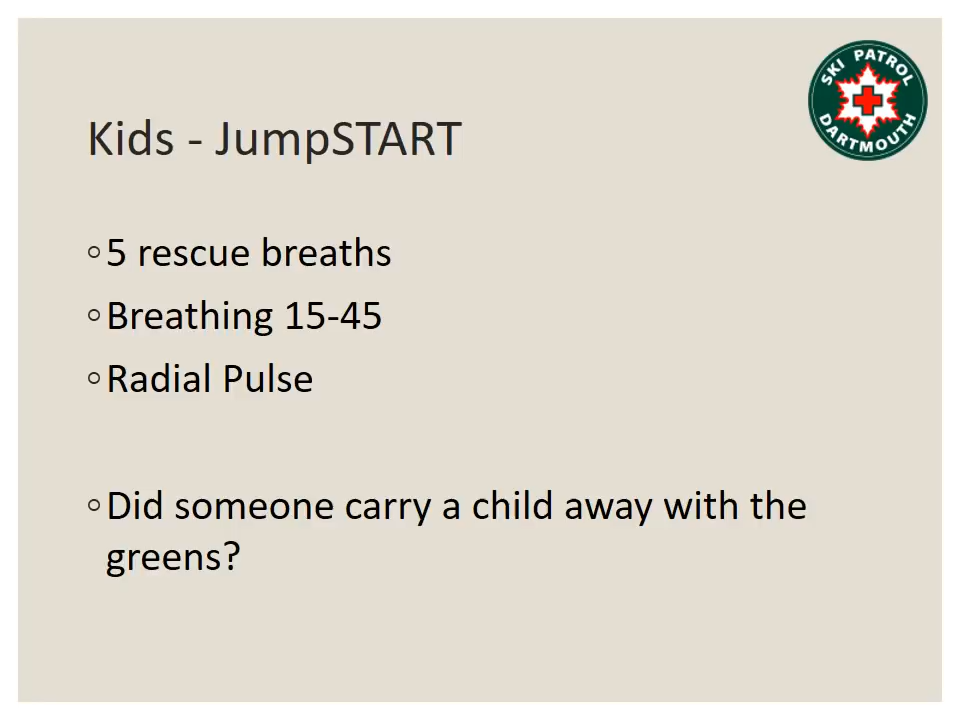 SKI PATROL
DARTMOUTH
Kids - JumpSTART
5 rescue breaths
Breathing 15-45
Radial Pulse
Did someone carry a child away with the
greens?